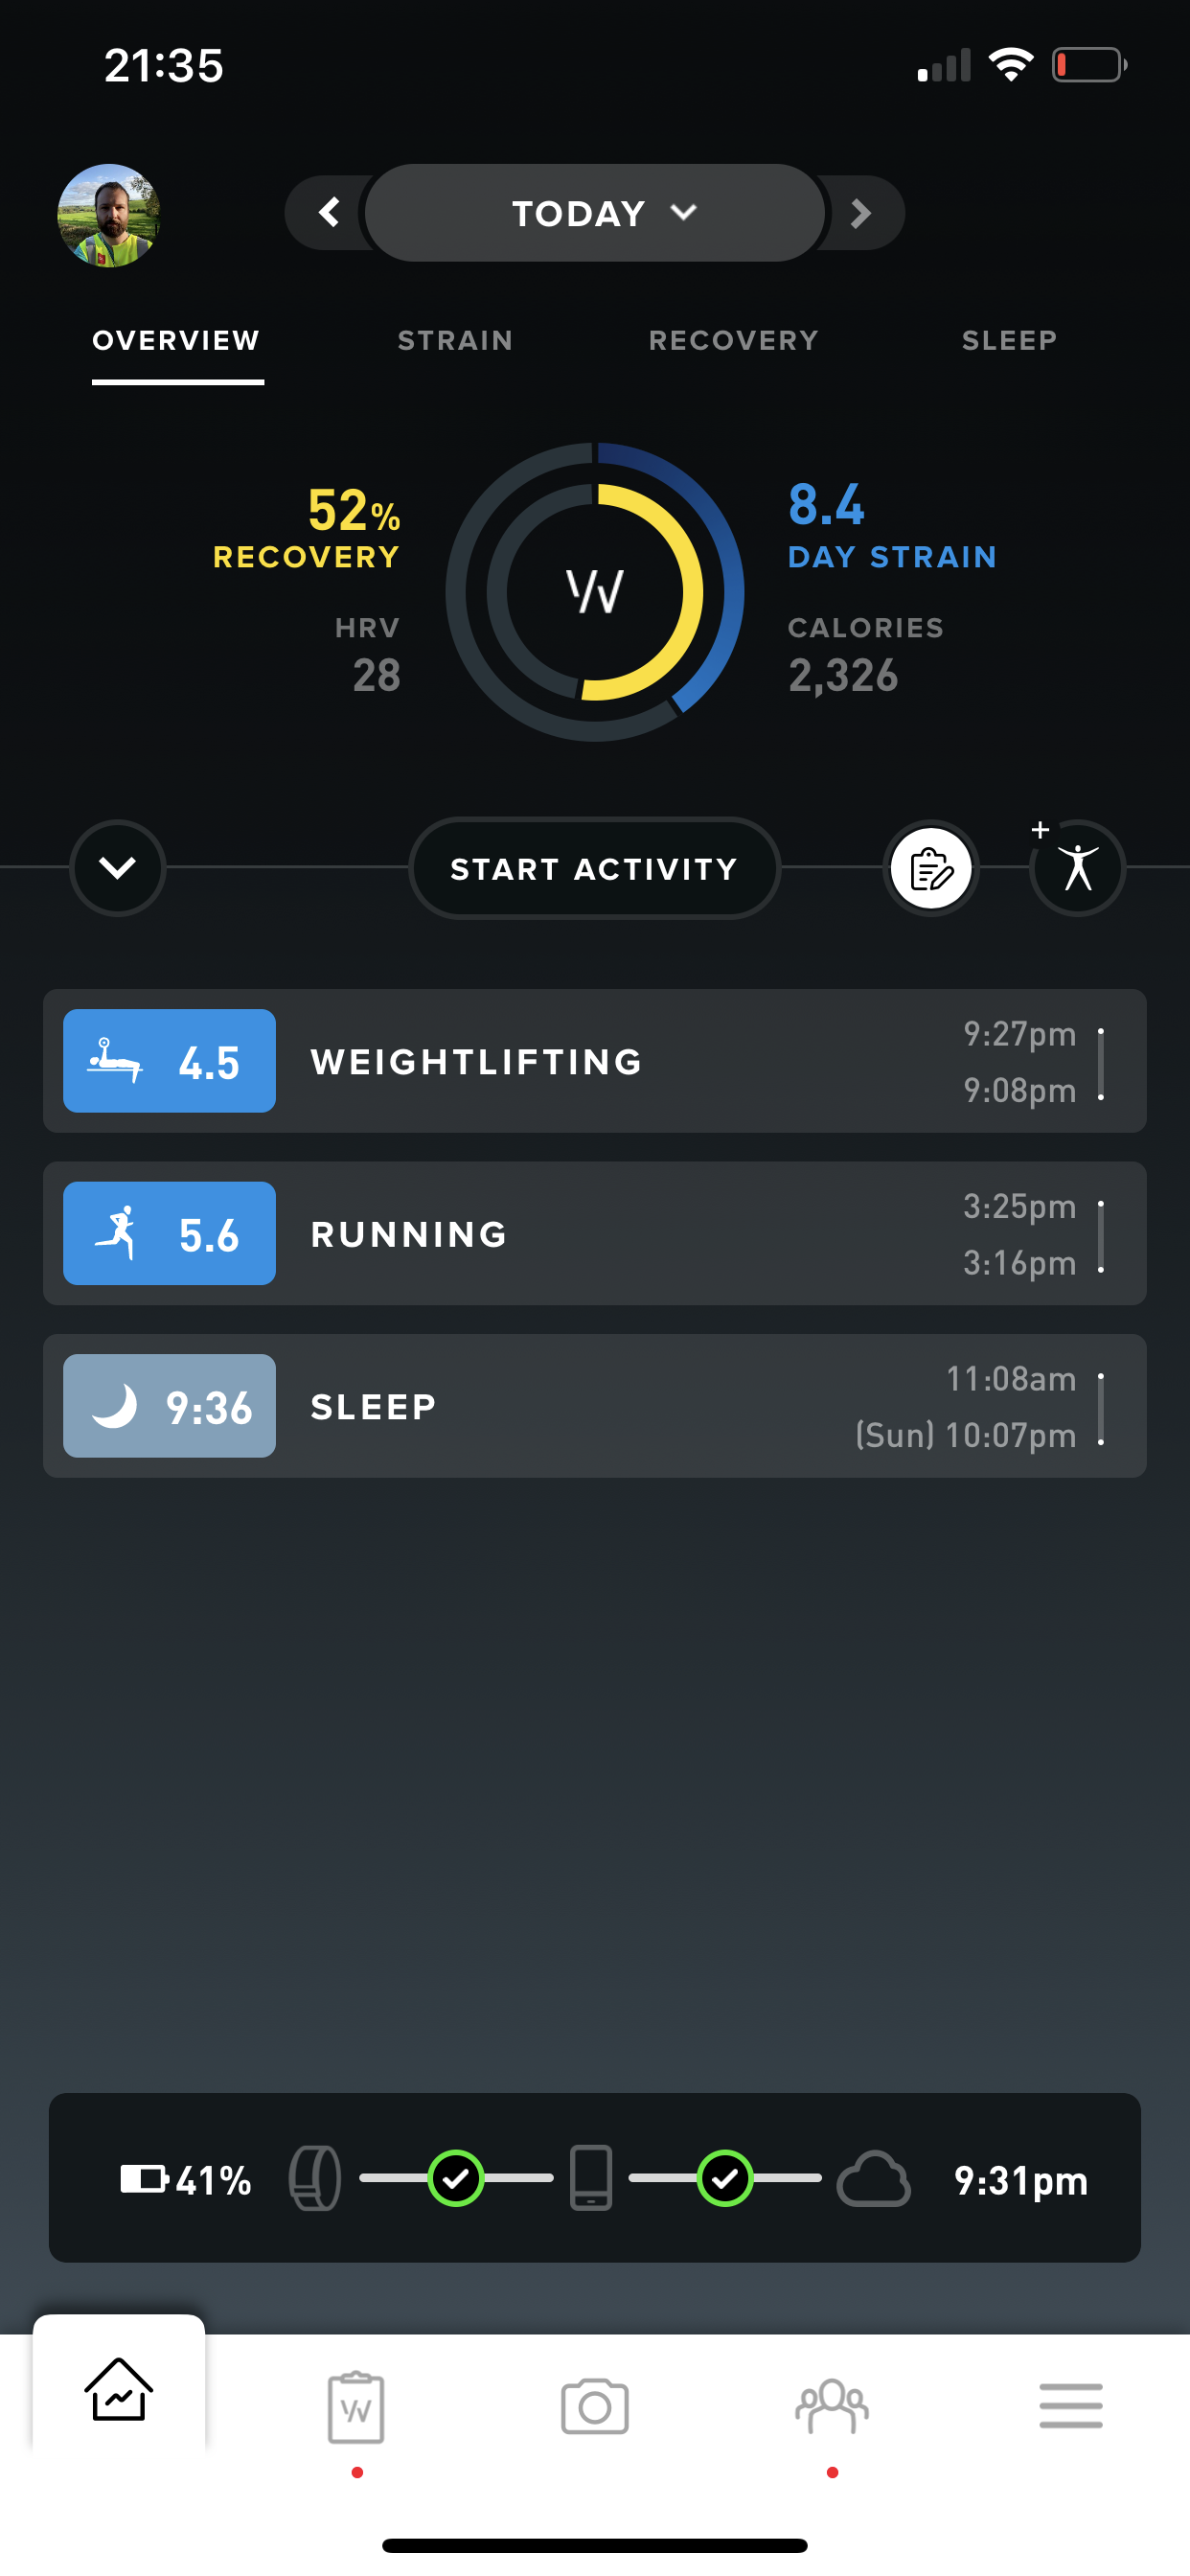 21:35
TODAY
OVERVIEW STRAIN RECOVERY SLEEP
52%
RECOVERY
HRV
28
8.4
DAY STRAIN
CALORIES
2,326
START ACTIVITY
4.5 WEIGHTLIFTING 9:27pm
9:08pm
5.6 RUNNING 3:25pm
3:16pm
9:36 SLEEP 11:08am
(Sun) 10:07pm
41% 9:31pm